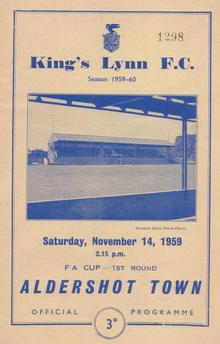 1298
King's Lynn F.C.
Season 1959-60
Eastern Daily Press Photo
Saturday, November 14, 1959
2.15 p.m.
FA CUP — 1ST ROUND
ALDERSHOT TOWN
OFFICIAL PROGRAMME
3D